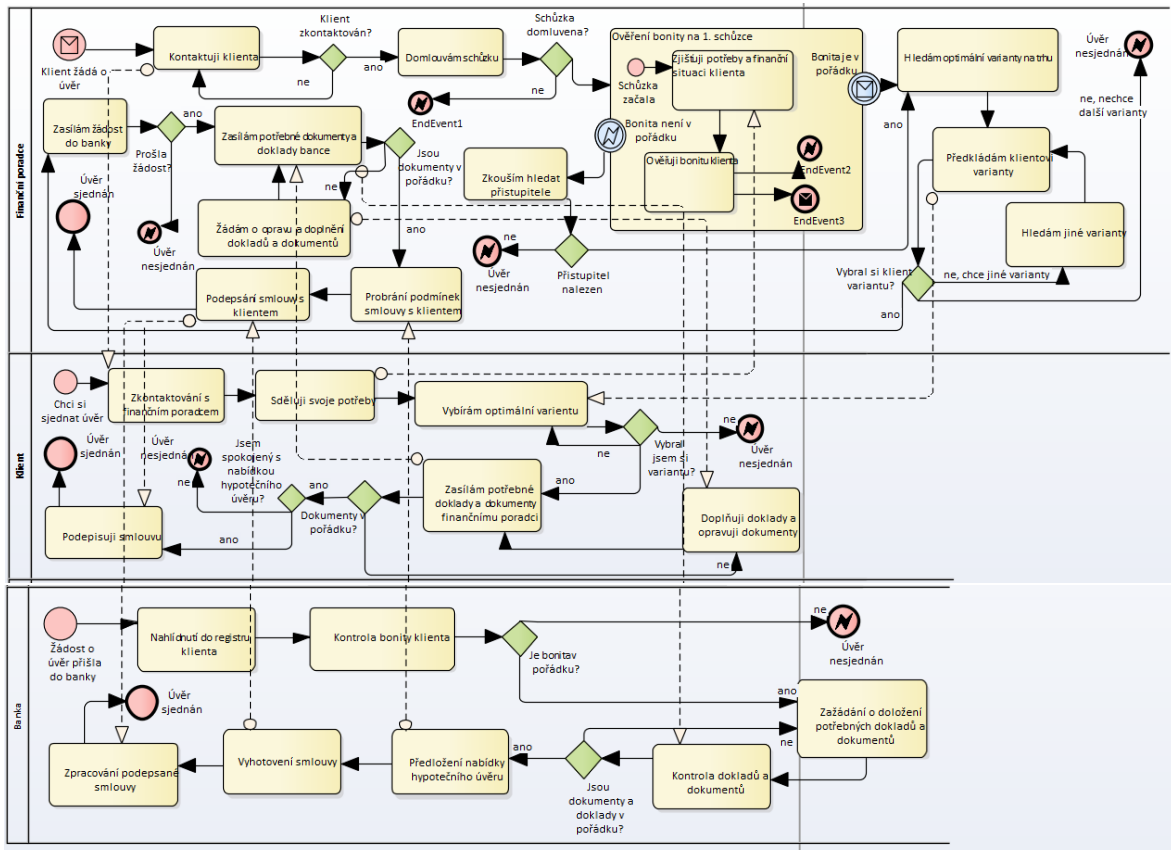 Finanční poradce
Klient žádá o
úvěr
Kontaktuji klienta
Klient
zkontaktován?
ne
ano
Domlouvám schůzku
Schůzka
domluvena?
ne
EndEvent1
Ověření bonity na 1. schůzce
Schůzka
začala
Zjišťuji potřeby a finanční
situaci klienta
Bonita není v
pořádku
Ověřuji bonitu klienta
EndEvent2
EndEvent3
Bonita je v
pořádku
Hledám optimální varianty na trhu
Úvěr
nesjednán
ne, nechce
další varianty
ano
Předkládám klientovi
varianty
Hledám jiné varianty
Vybral si klient
variantu?
ne, chce jiné varianty
ano
Zasílám žádost
do banky
ano
Prošla
žádost?
Úvěr
nesjednán
Zasílám potřebné dokumenty a
doklady bance
Jsou
dokumenty v
pořádku?
ne
ano
Žádám o opravu a doplnění
dokladů a dokumentů
Zkouším hledat
přistupitele
ne
Úvěr
nesjednán
Přistupitel
nalezen
Úvěr
sjednán
Podepsání smlouvy s
klientem
Probrání podmínek
smlouvy s klientem
Klient
Chci si
sjednat úvěr
Zkontaktování s
finančním poradcem
Sděluji svoje potřeby
Vybírám optimální varientu
ne
Vybral
jsem si
variantu?
ne
Úvěr
nesjednán
ano
Zasílám potřebné
doklady a dokumenty
finančnímu poradci
Doplňuji doklady a
opravuji dokumenty
ne
Dokumenty v
pořádku?
ano
Jsem
spokojený s
nabídkou
hypotečního
úvěru?
ne
Úvěr
nesjednán
ano
Podepisuji smlouvu
Úvěr
sjednán
Banka
Žádost o
úvěr přišla
do banky
Nahlídnutí do registru
klienta
Kontrola bonity klienta
Je bonita v
pořádku?
ne
Úvěr
nesjednán
ano
Zažádání o doložení
potřebných dokladů a
dokumentů
ne
Kontrola dokladů a
dokumentů
Jsou
dokumenty a
doklady v
pořádku?
ano
Předložení nabídky
hypotečního úvěru
Vyhotovení smlouvy
Zpracování podepsané
smlouvy
Úvěr
sjednán